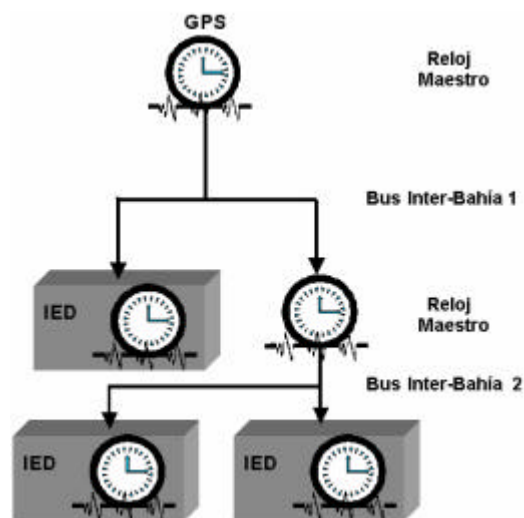 GPS
Reloj
Maestro
Bus Inter-Bahía 1
IED
Reloj
Maestro
Bus Inter-Bahía 2
IED
IED